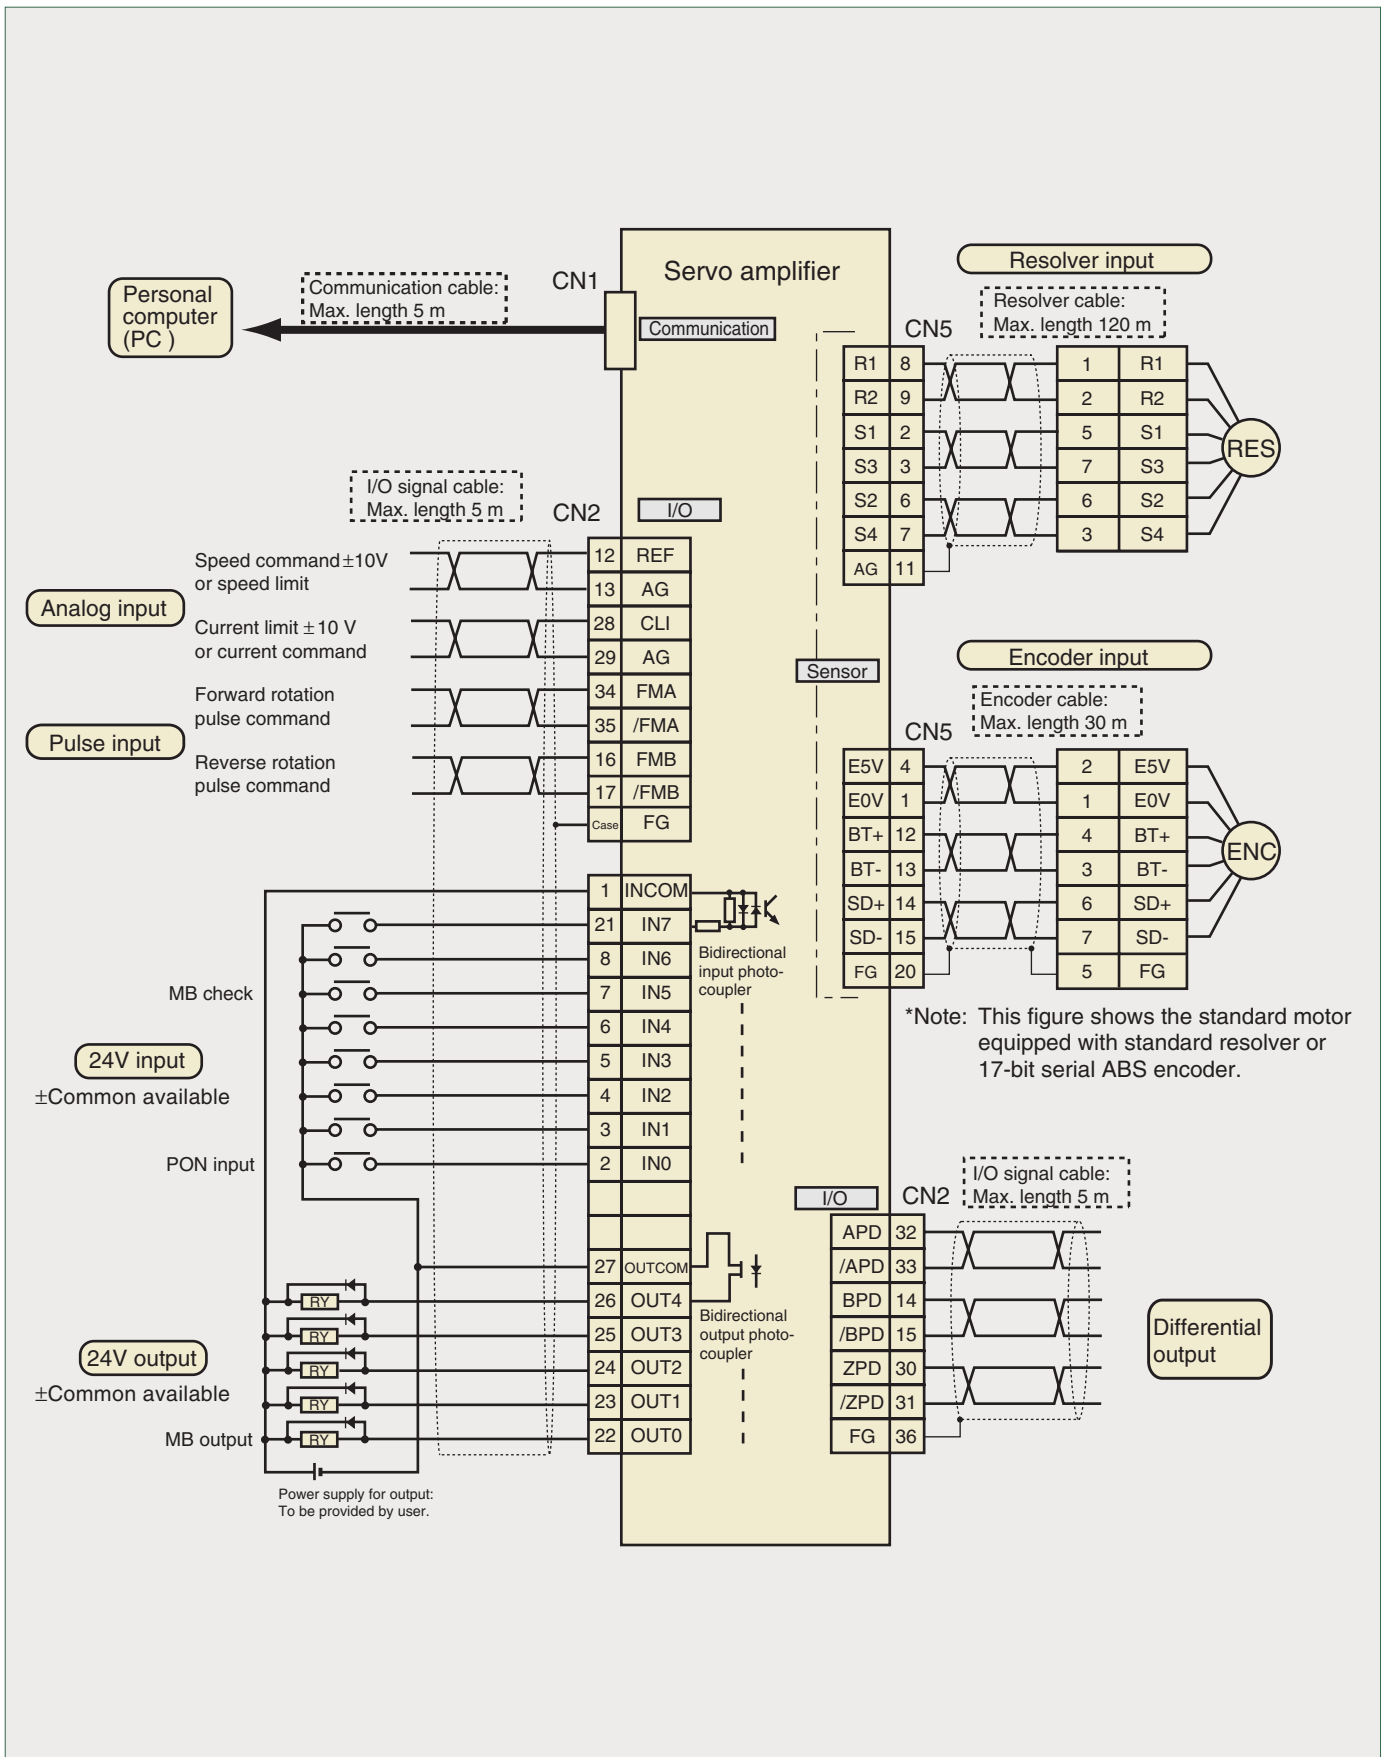 Servo amplifier
CN1
Communication cable:
Max. length 5 m
Personal
computer
(PC )
Communication
Resolver input
Resolver cable:
Max. length 120 m
CN5
R1 8 1 R1
R2 9 2 R2
S1 2 5 S1
S3 3 7 S3
S2 6 6 S2
S4 7 3 S4
AG 11
RES
I/O signal cable:
Max. length 5 m
CN2
I/O
Speed command ±10V
or speed limit
Analog input
Current limit ±10 V
or current command
Forward rotation
pulse command
Pulse input
Reverse rotation
pulse command
12 REF
13 AG
28 CLI
29 AG
34 FMA
35 /FMA
16 FMB
17 /FMB
Case FG
Sensor
Encoder input
Encoder cable:
Max. length 30 m
CN5
E5V 4 2 E5V
E0V 1 1 E0V
BT+ 12 4 BT+
BT- 13 3 BT-
SD+ 14 6 SD+
SD- 15 7 SD-
FG 20 5 FG
ENC
*Note: This figure shows the standard motor
equipped with standard resolver or
17-bit serial ABS encoder.
1 INCOM
21 IN7
8 IN6
7 IN5
6 IN4
5 IN3
4 IN2
3 IN1
2 IN0
Bidirectional
input photo-
coupler
MB check
24V input
±Common available
PON input
27 OUTCOM
26 OUT4
25 OUT3
24 OUT2
23 OUT1
22 OUT0
Bidirectional
output photo-
coupler
RY
RY
RY
RY
RY
24V output
±Common available
MB output
Power supply for output:
To be provided by user.
I/O
CN2
I/O signal cable:
Max. length 5 m
APD 32
/APD 33
BPD 14
/BPD 15
ZPD 30
/ZPD 31
FG 36
Differential
output